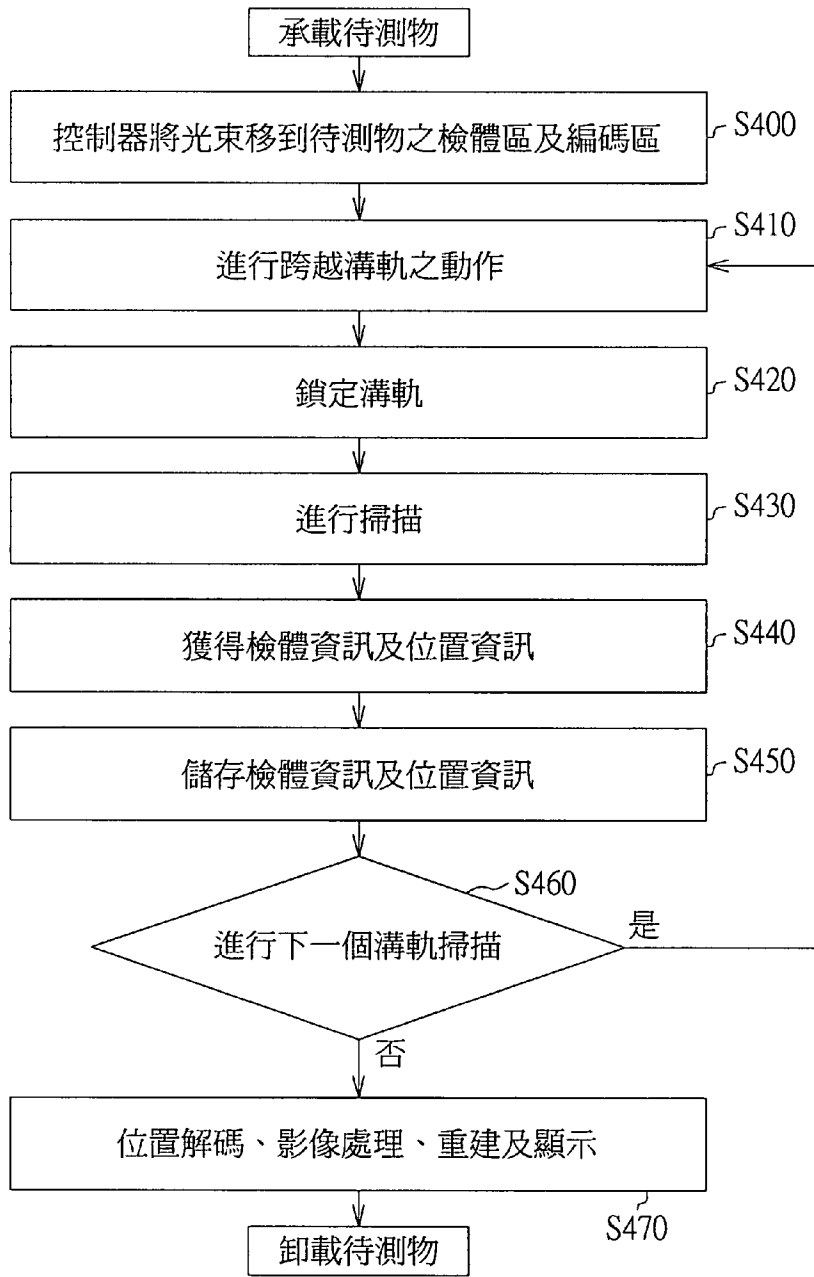 承載待測物
控制器將光束移到待測物之檢體區及編碼區
S400
進行跨越溝軌之動作
S410
鎖定溝軌
S420
進行掃描
S430
獲得檢體資訊及位置資訊
S440
儲存檢體資訊及位置資訊
S450
進行下一個溝軌掃描
S460
是
否
位置解碼、影像處理、重建及顯示
S470
卸載待測物